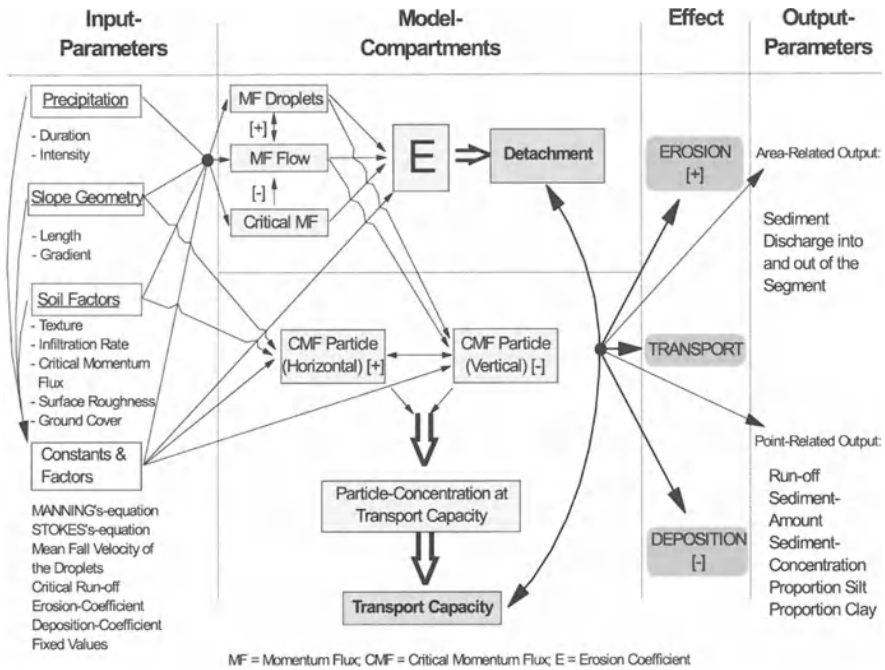 Input-
Parameters
Model-
Compartments
Effect
Output-
Parameters
Precipitation
- Duration
- Intensity
Slope Geometry
- Length
- Gradient
Soil Factors
- Texture
- Infiltration Rate
- Critical Momentum
Flux
- Surface Roughness
- Ground Cover
Constants &
Factors
MANNING's-equation
STOKES's-equation
Mean Fall Velocity of
the Droplets
Critical Run-off
Erosion-Coefficient
Deposition-Coefficient
Fixed Values
MF Droplets
[+]
MF Flow
[-]
Critical MF
E
Detachment
CMF Particle
(Horizontal) [+]
CMF Particle
(Vertical) [-]
Particle-Concentration at
Transport Capacity
Transport Capacity
EROSION
[+]
TRANSPORT
DEPOSITION
[-]
Area-Related Output:
Sediment
Discharge into
and out of the
Segment
Point-Related Output:
Run-off
Sediment-
Amount
Sediment-
Concentration
Proportion Silt
Proportion Clay
MF = Momentum Flux; CMF = Critical Momentum Flux; E = Erosion Coefficient